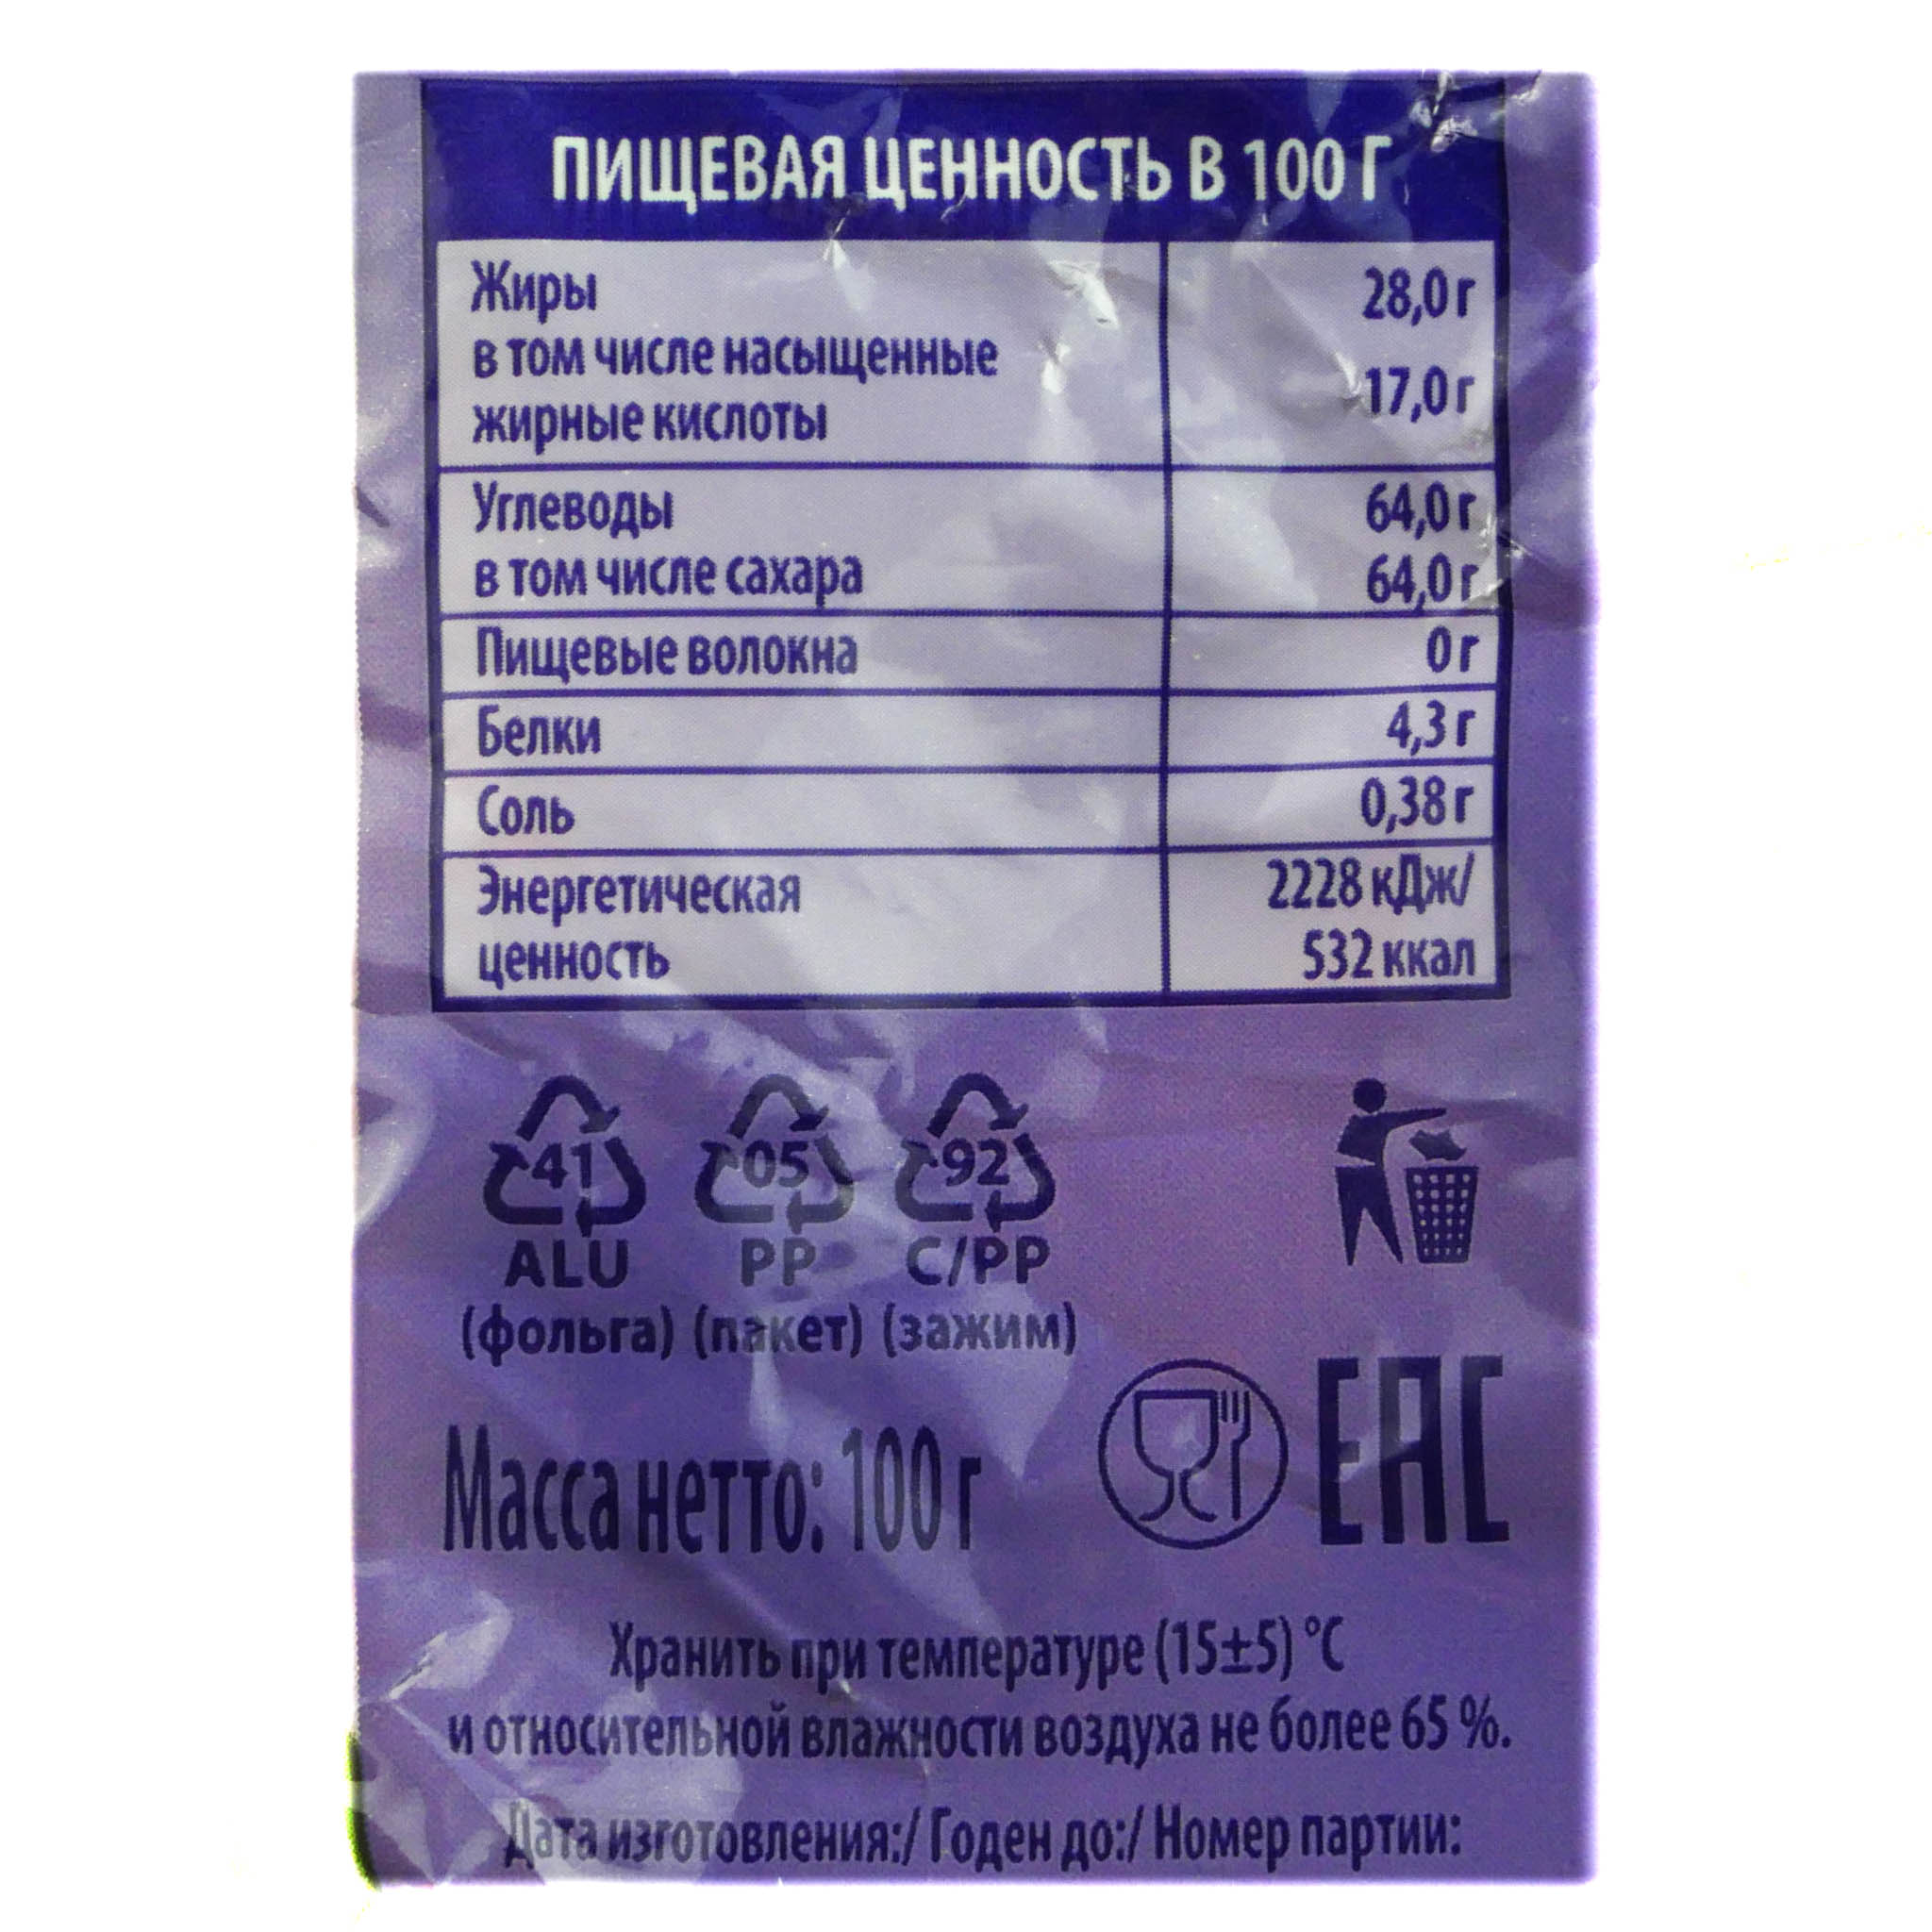 ПИЩЕВАЯ ЦЕННОСТЬ В 100 Г
Жиры 28,0 г
в том числе насыщенные
жирные кислоты 17,0 г
Углеводы 64,0 г
в том числе сахара 64,0 г
Пищевые волокна 0 г
Белки 4,3 г
Соль 0,38 г
Энергетическая 2228 кДж/
ценность 532 ккал
41 05 92
ALU PP C/PP
(фольга) (пакет) (зажим)
Масса нетто: 100 г EAC
Хранить при температуре (15±5) °C
и относительной влажности воздуха не более 65 %.
Дата изготовления:/ Годен до:/ Номер партии: